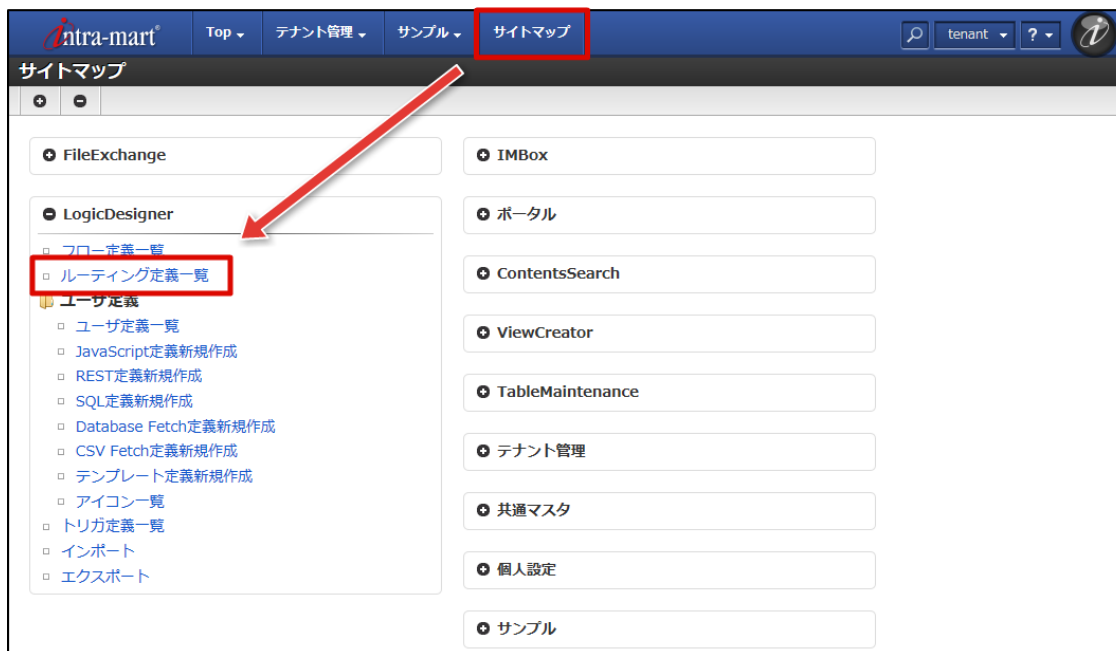 intra-mart® Top テナント管理 サンプル サイトマップ tenant ?
サイトマップ
FileExchange
LogicDesigner
フロー定義一覧
ルーティング定義一覧
ユーザ定義
ユーザ定義一覧
JavaScript定義新規作成
REST定義新規作成
SQL定義新規作成
Database Fetch定義新規作成
CSV Fetch定義新規作成
テンプレート定義新規作成
アイコン一覧
トリガ定義一覧
インポート
エクスポート
IMBox
ポータル
ContentsSearch
ViewCreator
TableMaintenance
テナント管理
共通マスタ
個人設定
サンプル